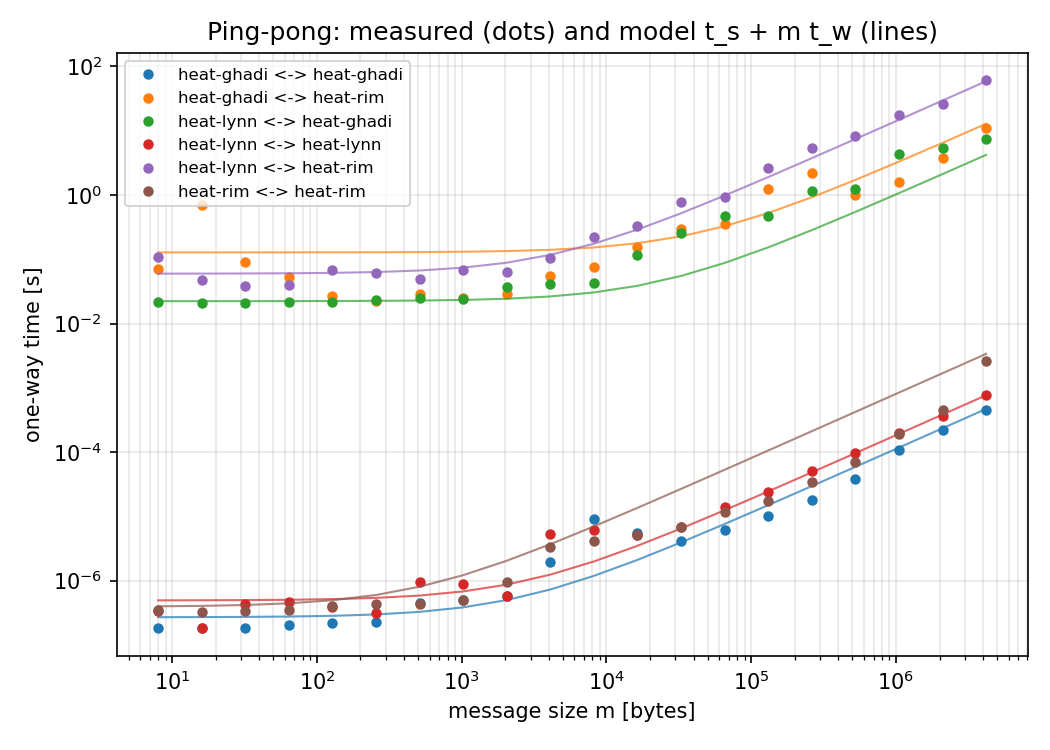 Ping-pong: measured (dots) and model t_s + m t_w (lines)
heat-ghadi <-> heat-ghadi
heat-ghadi <-> heat-rim
heat-lynn <-> heat-ghadi
heat-lynn <-> heat-lynn
heat-lynn <-> heat-rim
heat-rim <-> heat-rim
one-way time [s]
10²
10⁰
10⁻²
10⁻⁴
10⁻⁶
10¹ 10² 10³ 10⁴ 10⁵ 10⁶
message size m [bytes]